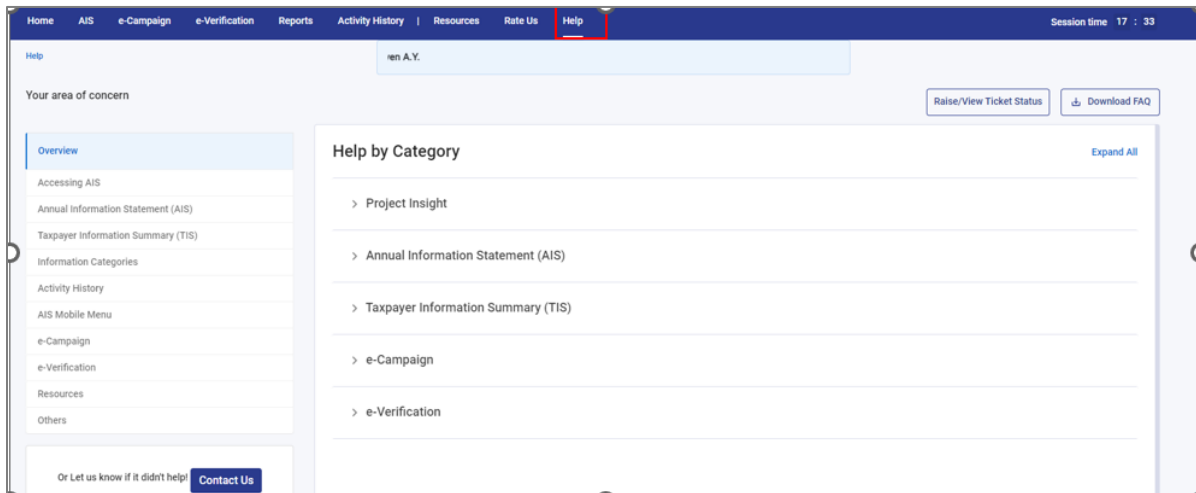 Home AIS e-Campaign e-Verification Reports Activity History | Resources Rate Us Help Session time 17 : 33
Help
en A.Y.
Your area of concern
Raise/View Ticket Status Download FAQ
Overview
Accessing AIS
Annual Information Statement (AIS)
Taxpayer Information Summary (TIS)
Information Categories
Activity History
AIS Mobile Menu
e-Campaign
e-Verification
Resources
Others
Or Let us know if it didn't help! Contact Us
Help by Category Expand All
Project Insight
Annual Information Statement (AIS)
Taxpayer Information Summary (TIS)
e-Campaign
e-Verification